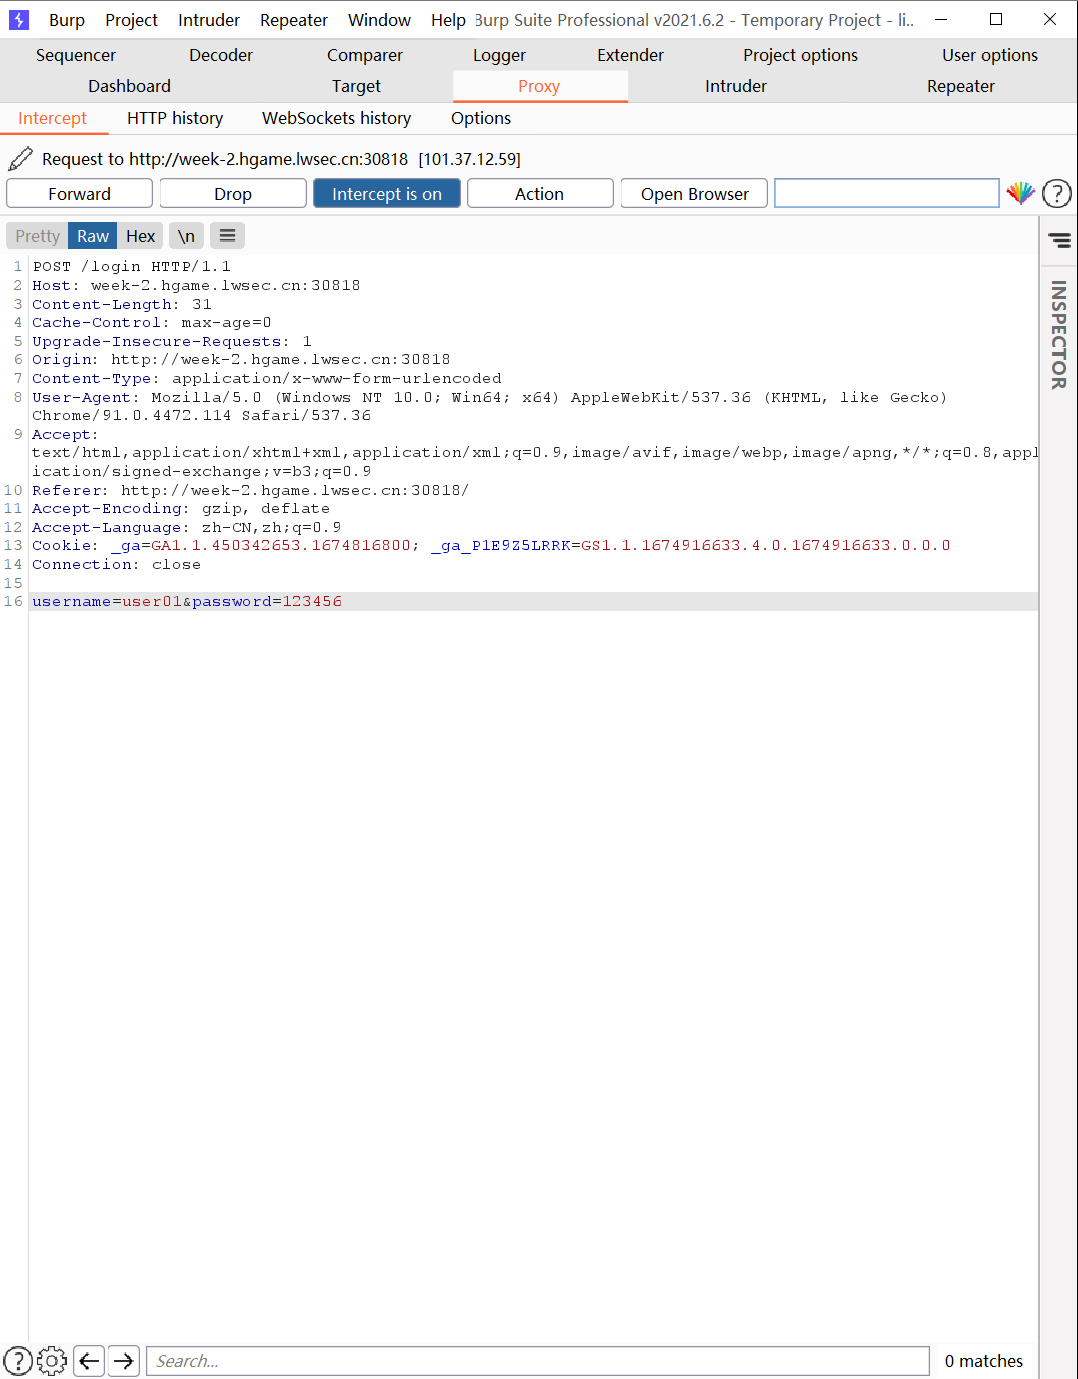 Burp Project Intruder Repeater Window Help Burp Suite Professional v2021.6.2 - Temporary Project - li..
Sequencer Decoder Comparer Logger Extender Project options User options
Dashboard Target Proxy Intruder Repeater
Intercept HTTP history WebSockets history Options
Request to http://week-2.hgame.lwsec.cn:30818 [101.37.12.59]
Forward Drop Intercept is on Action Open Browser ?
Pretty Raw Hex \n
INSPECTOR
1 POST /login HTTP/1.1
2 Host: week-2.hgame.lwsec.cn:30818
3 Content-Length: 31
4 Cache-Control: max-age=0
5 Upgrade-Insecure-Requests: 1
6 Origin: http://week-2.hgame.lwsec.cn:30818
7 Content-Type: application/x-www-form-urlencoded
8 User-Agent: Mozilla/5.0 (Windows NT 10.0; Win64; x64) AppleWebKit/537.36 (KHTML, like Gecko)
Chrome/91.0.4472.114 Safari/537.36
9 Accept:
text/html,application/xhtml+xml,application/xml;q=0.9,image/avif,image/webp,image/apng,*/*;q=0.8,appl
ication/signed-exchange;v=b3;q=0.9
10 Referer: http://week-2.hgame.lwsec.cn:30818/
11 Accept-Encoding: gzip, deflate
12 Accept-Language: zh-CN,zh;q=0.9
13 Cookie: _ga=GA1.1.450342653.1674816800; _ga_P1E9Z5LRRK=GS1.1.1674916633.4.0.1674916633.0.0.0
14 Connection: close
15
16 username=user01&password=123456
? Search... 0 matches